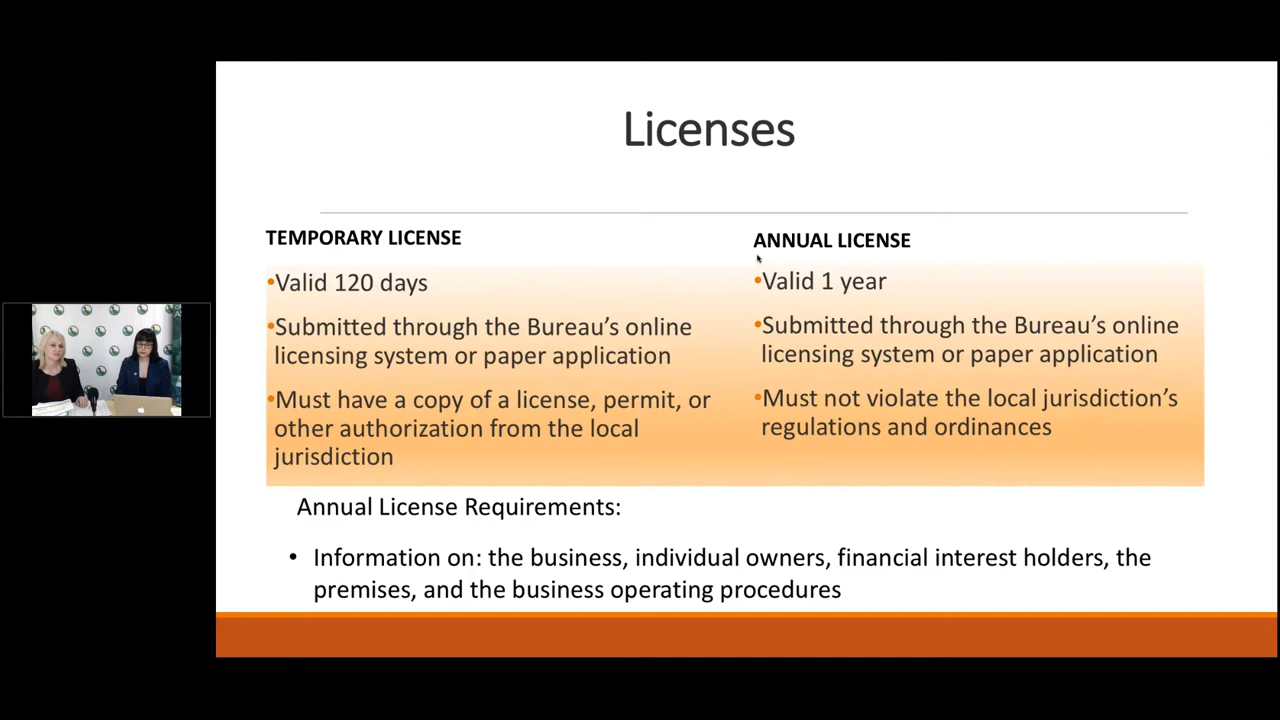 Licenses
TEMPORARY LICENSE
•Valid 120 days
•Submitted through the Bureau’s online
licensing system or paper application
•Must have a copy of a license, permit, or
other authorization from the local
jurisdiction
ANNUAL LICENSE
•Valid 1 year
•Submitted through the Bureau’s online
licensing system or paper application
•Must not violate the local jurisdiction’s
regulations and ordinances
Annual License Requirements:
• Information on: the business, individual owners, financial interest holders, the
premises, and the business operating procedures